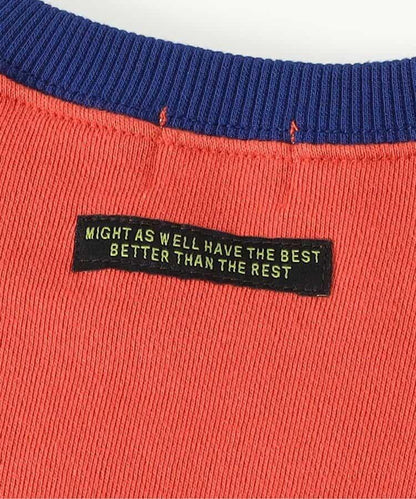 MIGHT AS WELL HAVE THE BEST
BETTER THAN THE REST